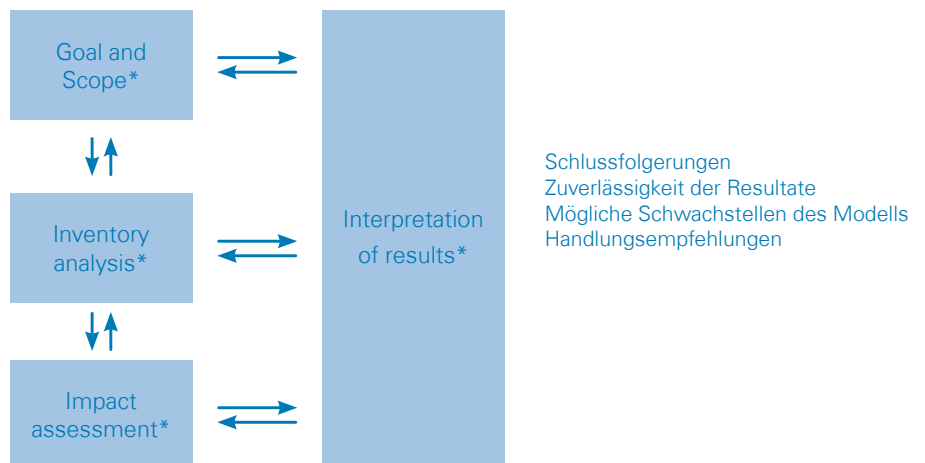 Goal and
Scope*
Inventory
analysis*
Impact
assessment*
Interpretation
of results*
Schlussfolgerungen
Zuverlässigkeit der Resultate
Mögliche Schwachstellen des Modells
Handlungsempfehlungen